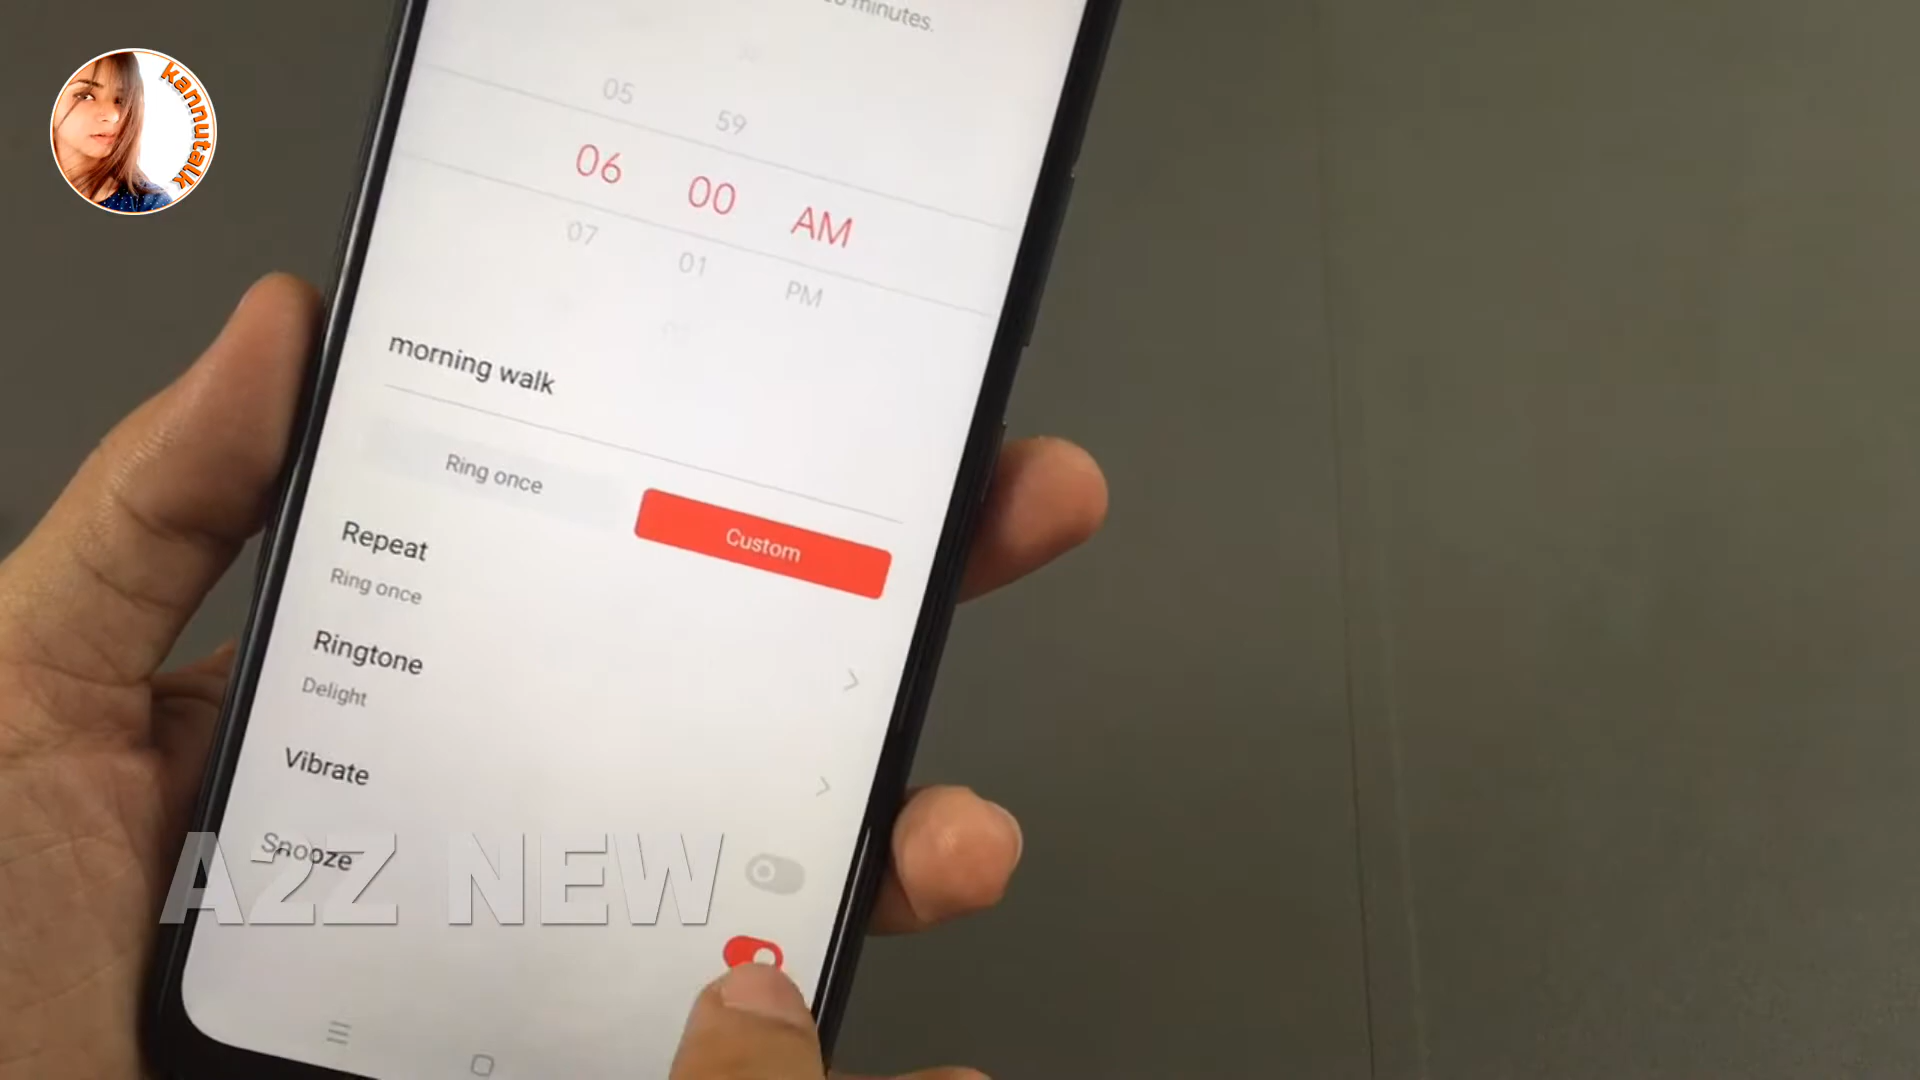 kannutalk
minutes.
05
59
06 00 AM
07
01
PM
morning walk
Ring once
Custom
Repeat
Ring once
Ringtone
Delight
Vibrate
Snooze
A2Z NEW